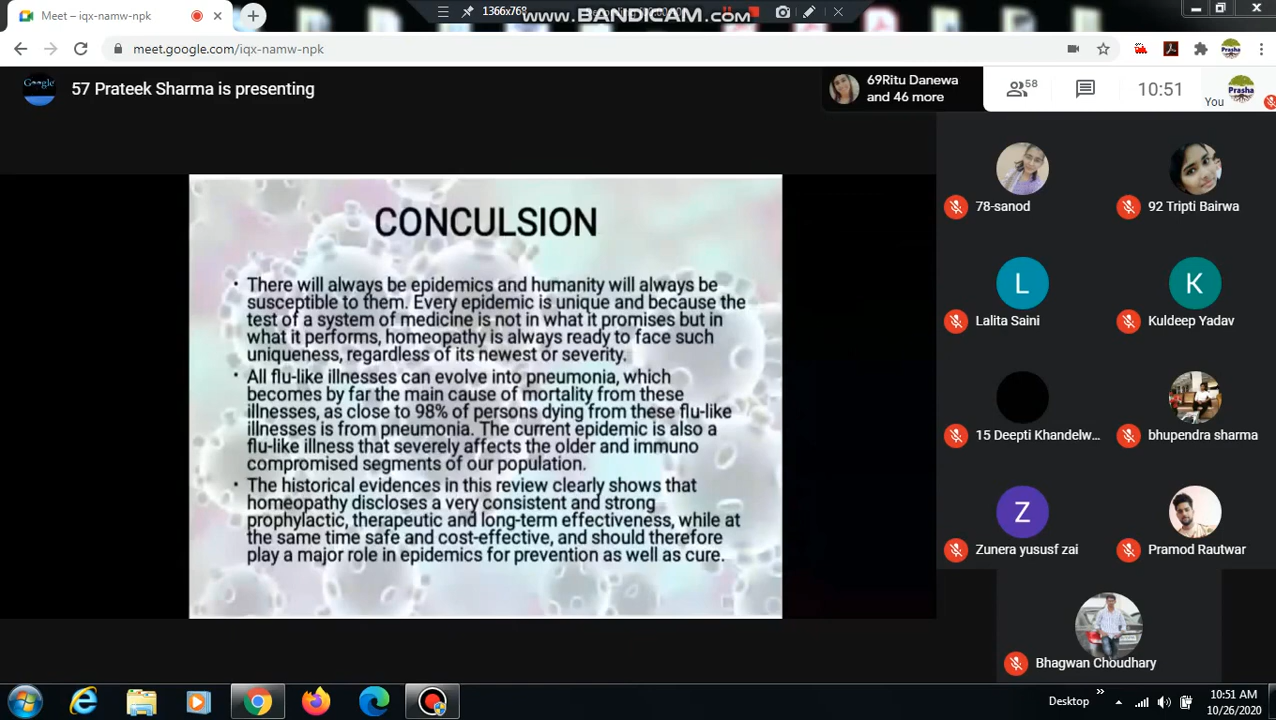 Meet – iqx-namw-npk
1366x768
www.BANDICAM.com
meet.google.com/iqx-namw-npk
Google
57 Prateek Sharma is presenting
69Ritu Danewa
and 46 more
58
10:51
You
Prasha
CONCULSION
• There will always be epidemics and humanity will always be
susceptible to them. Every epidemic is unique and because the
test of a system of medicine is not in what it promises but in
what it performs, homeopathy is always ready to face such
uniqueness, regardless of its newest or severity.
• All flu-like illnesses can evolve into pneumonia, which
becomes by far the main cause of mortality from these
illnesses, as close to 98% of persons dying from these flu-like
illnesses is from pneumonia. The current epidemic is also a
flu-like illness that severely affects the older and immuno
compromised segments of our population.
• The historical evidences in this review clearly shows that
homeopathy discloses a very consistent and strong
prophylactic, therapeutic and long-term effectiveness, while at
the same time safe and cost-effective, and should therefore
play a major role in epidemics for prevention as well as cure.
78-sanod
92 Tripti Bairwa
L
Lalita Saini
K
Kuldeep Yadav
15 Deepti Khandelw...
bhupendra sharma
Z
Zunera yususf zai
Pramod Rautwar
Bhagwan Choudhary
Desktop
10:51 AM
10/26/2020